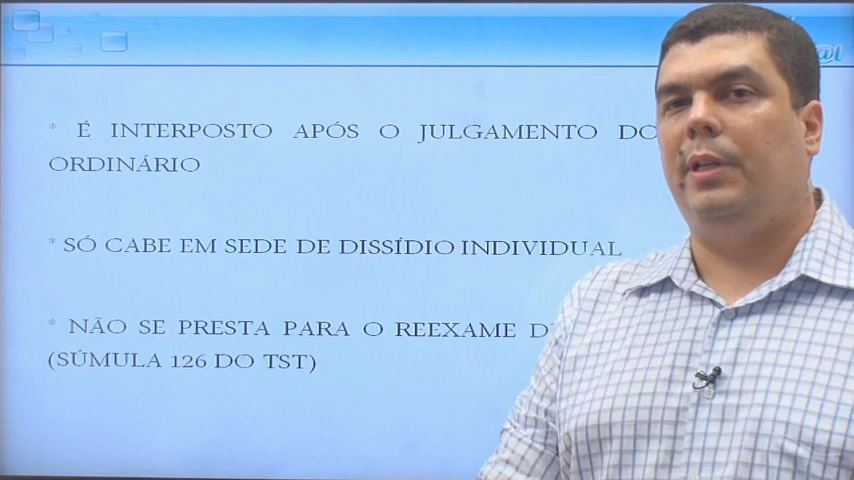 * É INTERPOSTO APÓS O JULGAMENTO DO
ORDINÁRIO
* SÓ CABE EM SEDE DE DISSÍDIO INDIVIDUAL
* NÃO SE PRESTA PARA O REEXAME
(SÚMULA 126 DO TST)